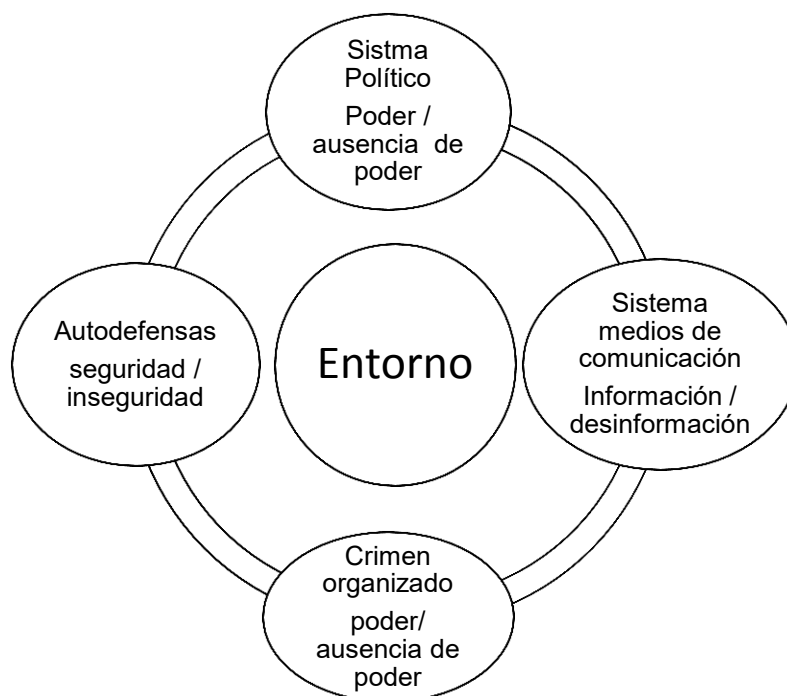 Sistma
Político
Poder /
ausencia de
poder
Autodefensas
seguridad /
inseguridad
Entorno
Sistema
medios de
comunicación
Información /
desinformación
Crimen
organizado
poder/
ausencia de
poder